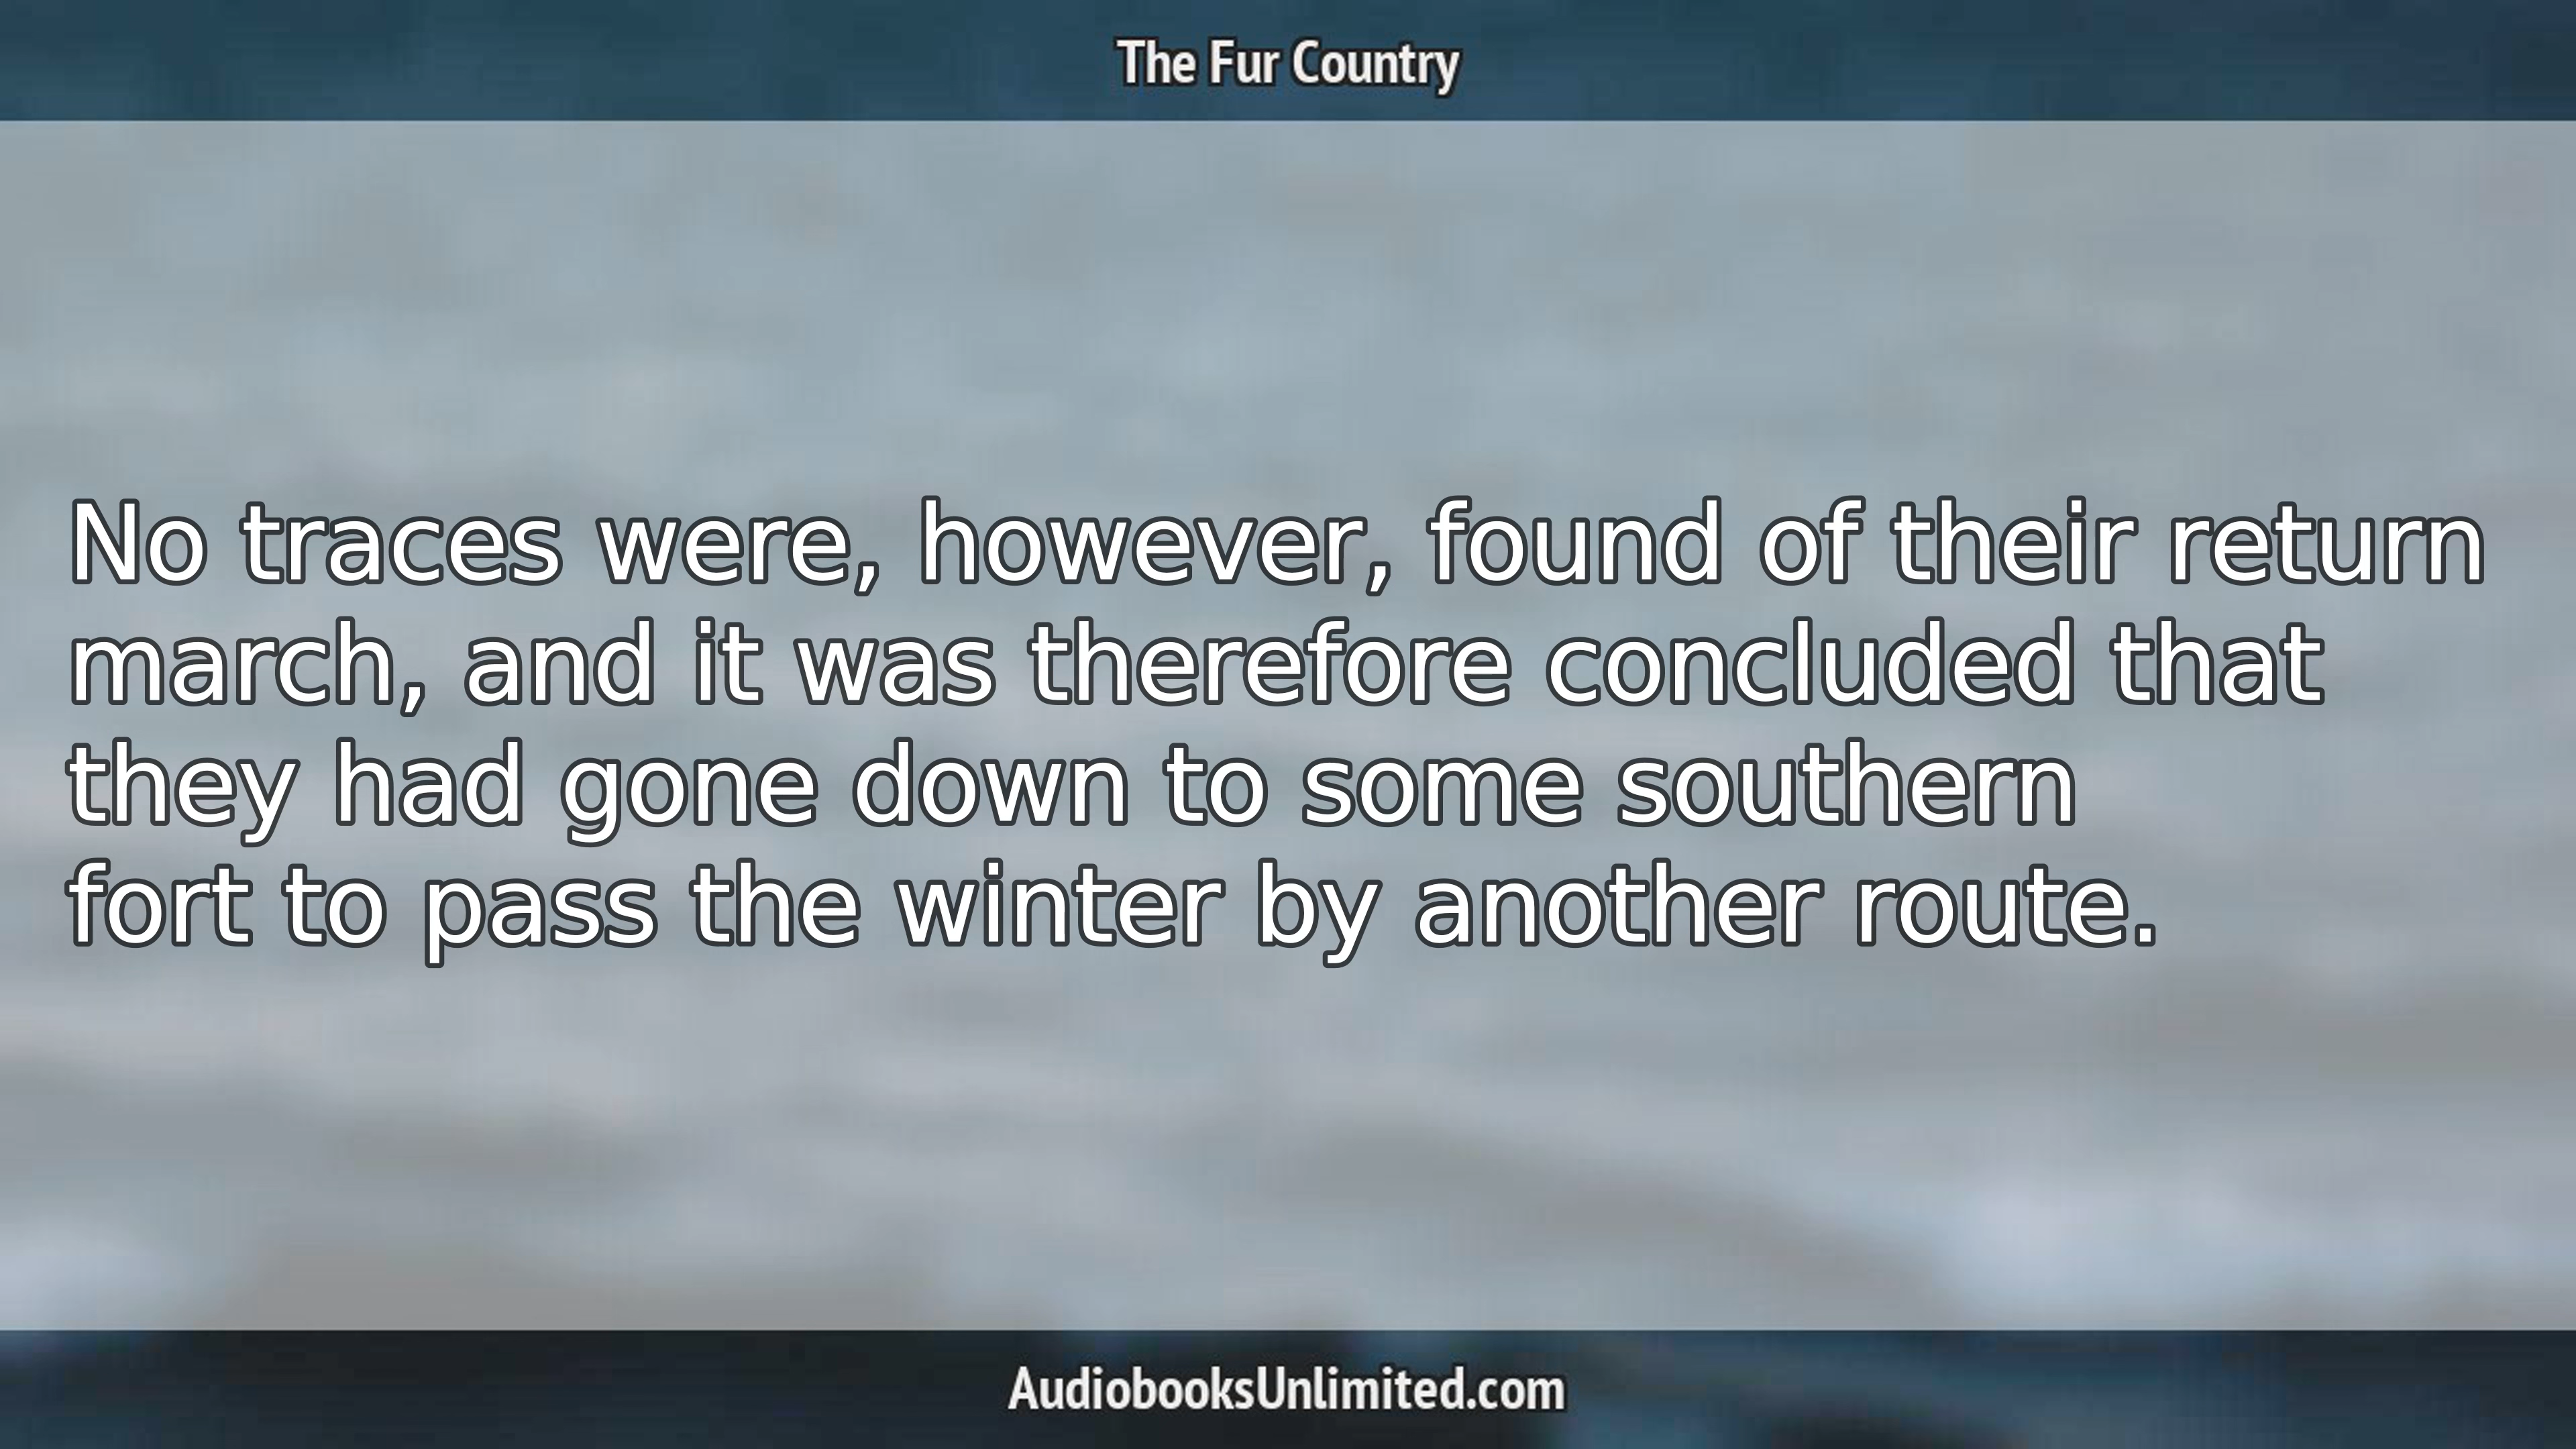 The Fur Country
No traces were, however, found of their return
march, and it was therefore concluded that
they had gone down to some southern
fort to pass the winter by another route.
AudiobooksUnlimited.com